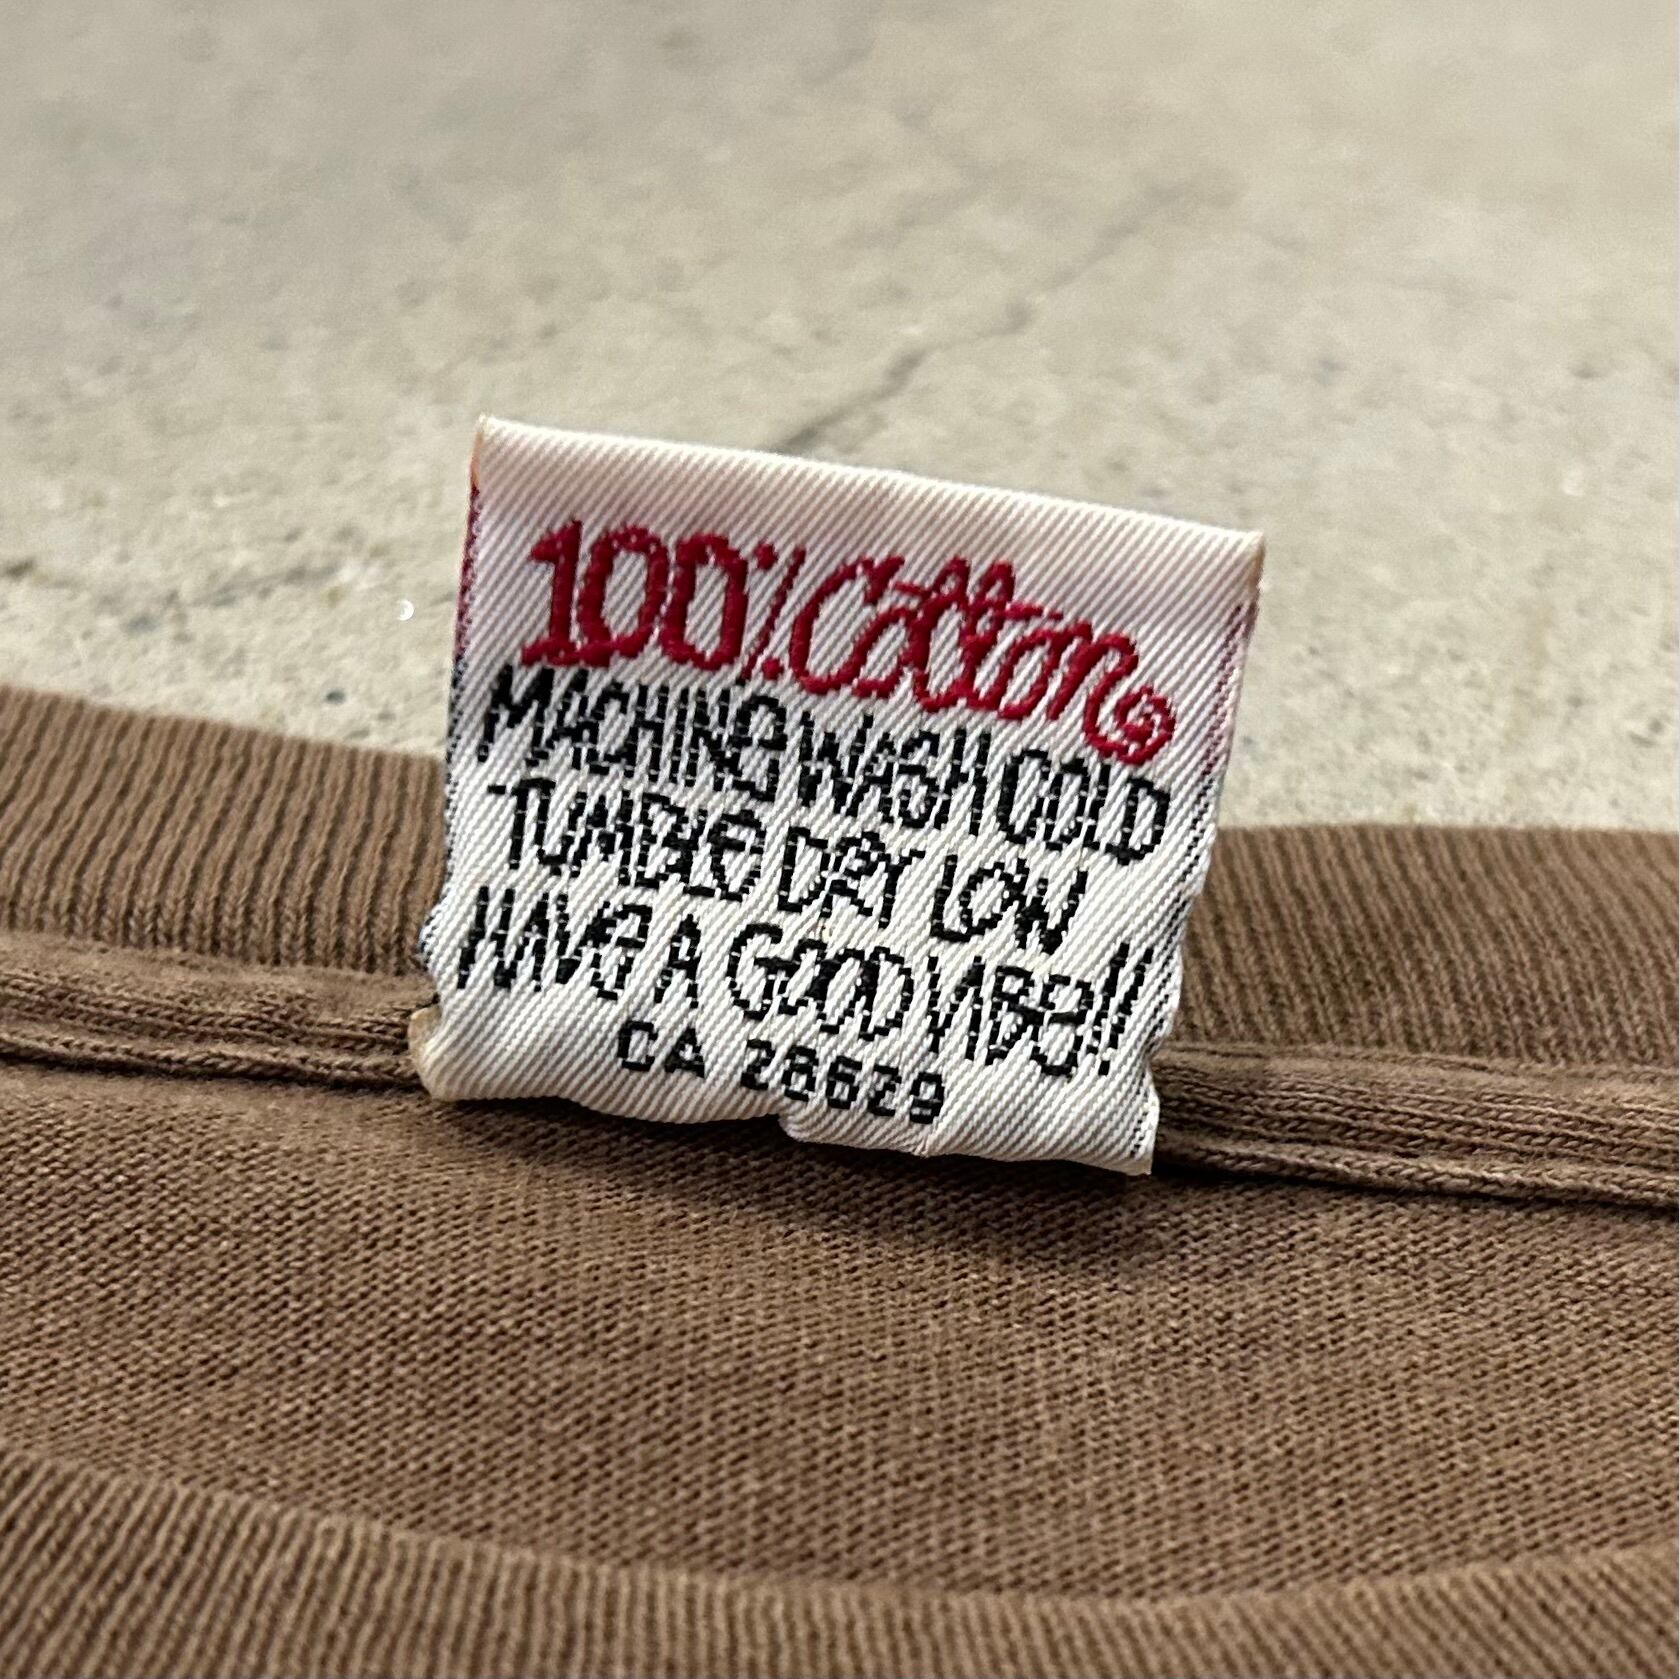 100% Cotton
MACHINE WASH COLD
TUMBLE DRY LOW
HAVE A GOOD VIBE!!
CA 28629